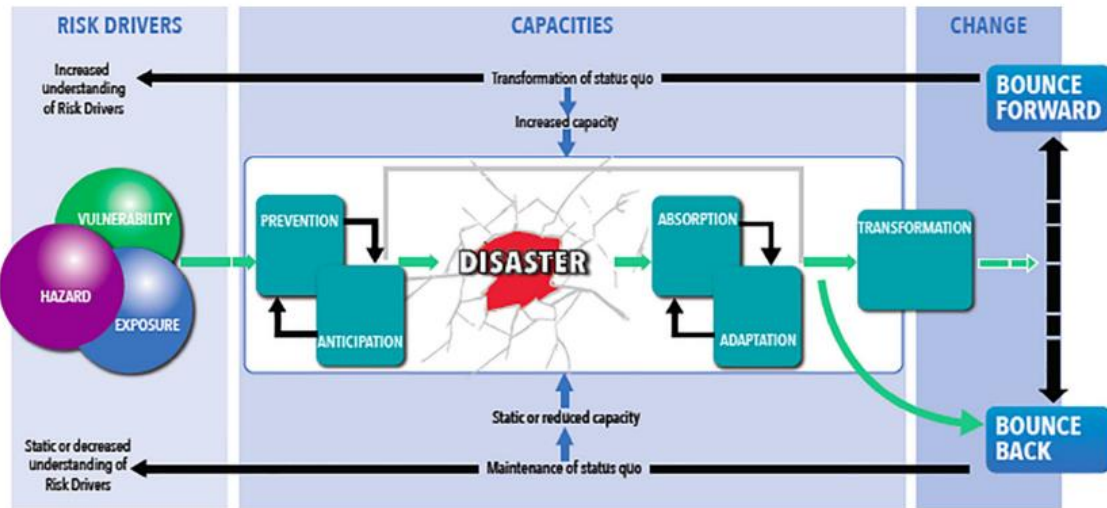 RISK DRIVERS
CAPACITIES
CHANGE
Increased
understanding
of Risk Drivers
Transformation of status quo
BOUNCE
FORWARD
Increased capacity
VULNERABILITY
HAZARD
EXPOSURE
PREVENTION
ANTICIPATION
DISASTER
ABSORPTION
ADAPTATION
TRANSFORMATION
Static or reduced capacity
Static or decreased
understanding of
Risk Drivers
Maintenance of status quo
BOUNCE
BACK